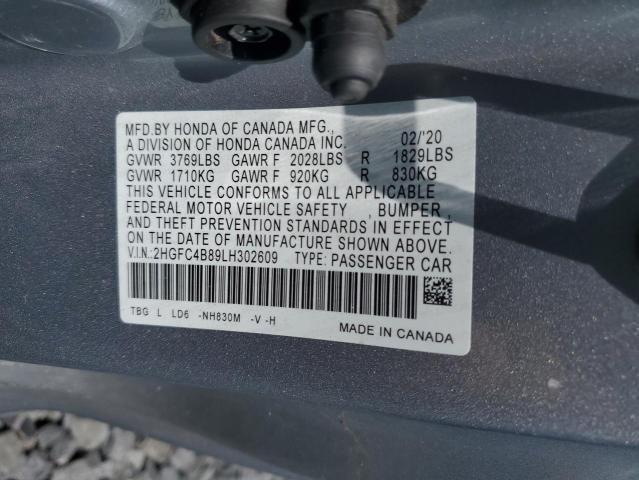 MFD.BY HONDA OF CANADA MFG.,
A DIVISION OF HONDA CANADA INC. 02/'20
GVWR 3769LBS GAWR F 2028LBS R 1829LBS
GVWR 1710KG GAWR F 920KG R 830KG
THIS VEHICLE CONFORMS TO ALL APPLICABLE
FEDERAL MOTOR VEHICLE SAFETY , BUMPER ,
AND THEFT PREVENTION STANDARDS IN EFFECT
ON THE DATE OF MANUFACTURE SHOWN ABOVE.
V.I.N.:2HGFC4B89LH302609 TYPE: PASSENGER CAR
TBG L LD6 -NH830M -V -H
MADE IN CANADA